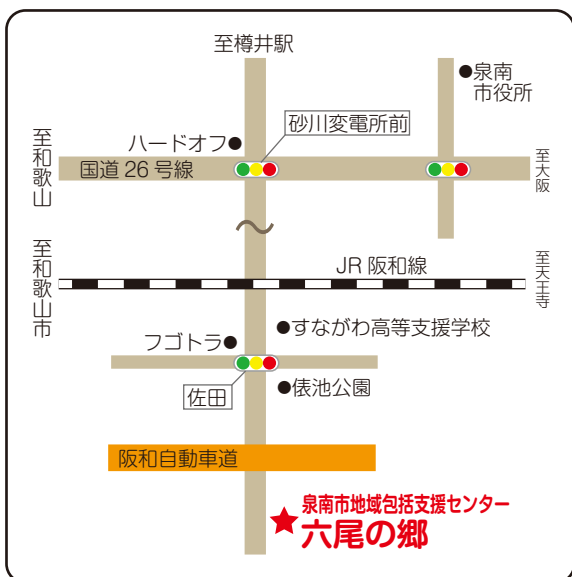 至樽井駅
泉南
市役所
砂川変電所前
ハードオフ
至和歌山
国道26号線
至大阪
至和歌山市
JR阪和線
至天王寺
すながわ高等支援学校
フゴトラ
佐田
俵池公園
阪和自動車道
泉南市地域包括支援センター
六尾の郷